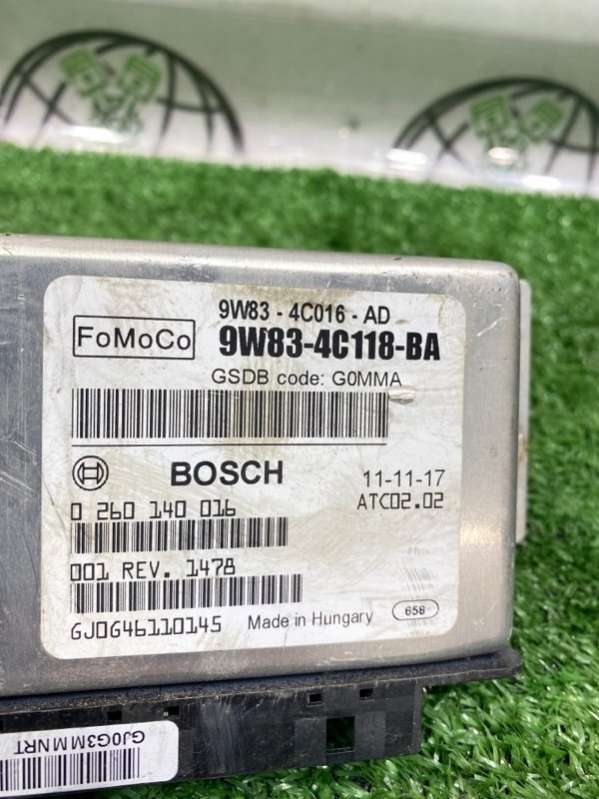 9W83 - 4C016 - AD
FoMoCo
9W83-4C118-BA
GSDB code: G0MMA
BOSCH
11-11-17
0 260 140 016
ATC02.02
001 REV. 1478
GJ0G46110145
Made in Hungary
658
GJ0G3MMNRT